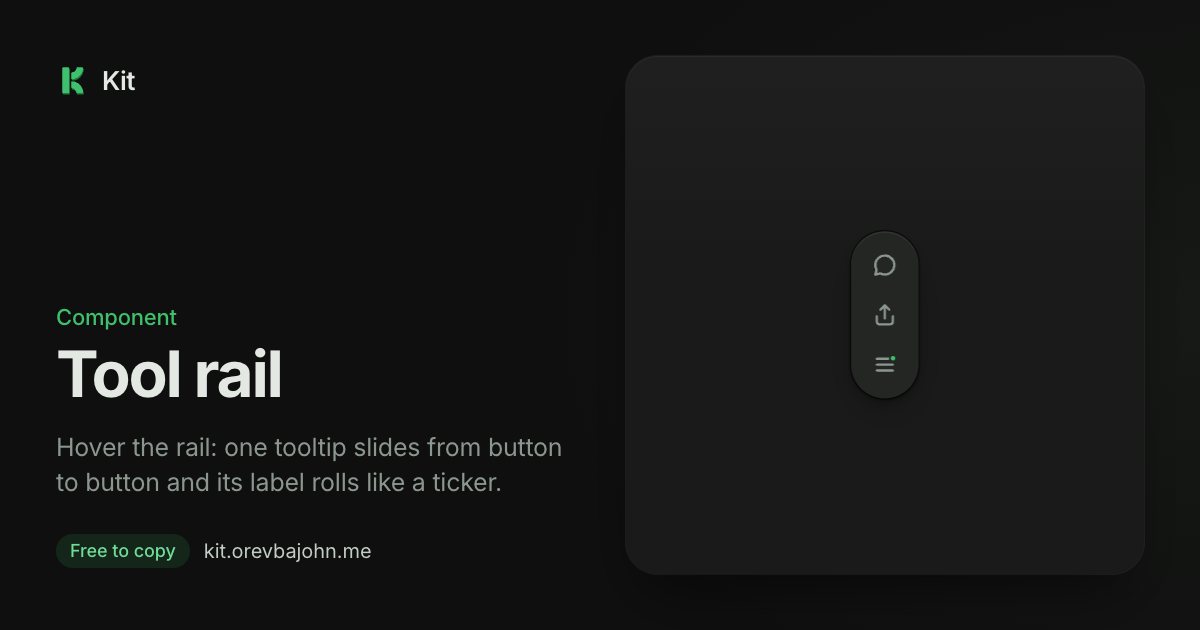 Kit
Component
Tool rail
Hover the rail: one tooltip slides from button
to button and its label rolls like a ticker.
Free to copy
kit.orevbajohn.me